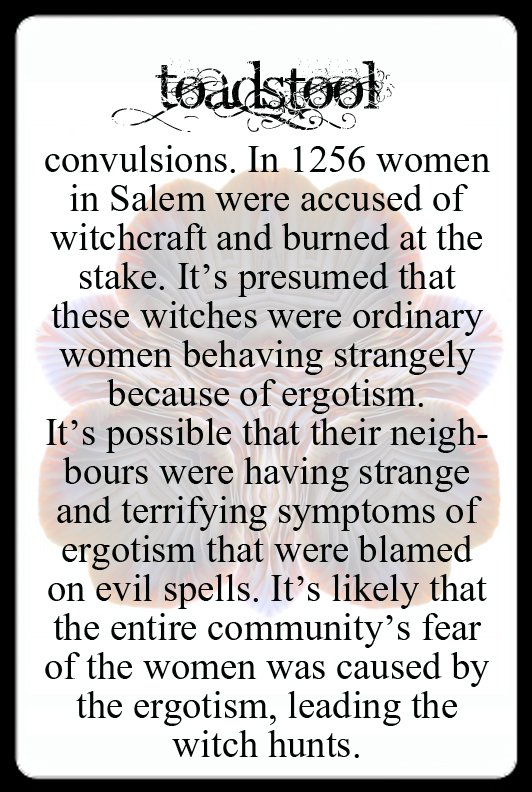 toadstool
convulsions. In 1256 women
in Salem were accused of
witchcraft and burned at the
stake. It’s presumed that
these witches were ordinary
women behaving strangely
because of ergotism.
It’s possible that their neigh-
bours were having strange
and terrifying symptoms of
ergotism that were blamed
on evil spells. It’s likely that
the entire community’s fear
of the women was caused by
the ergotism, leading the
witch hunts.